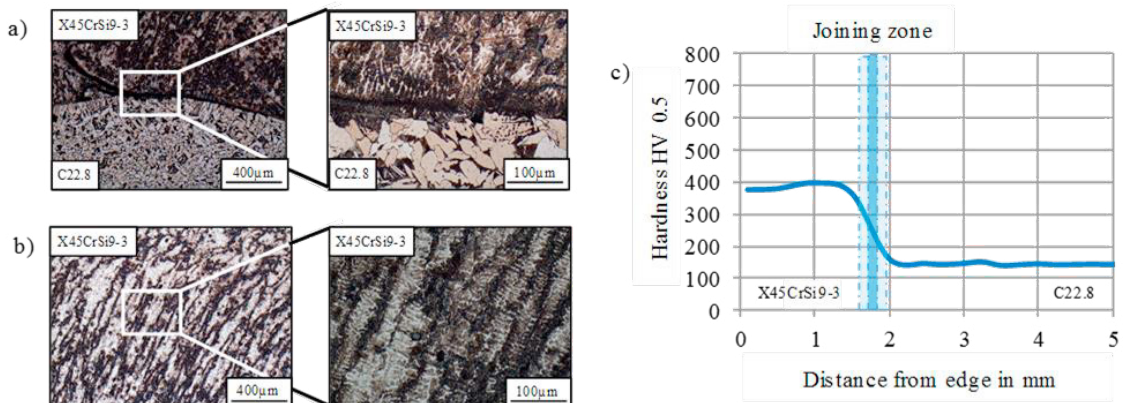 a)
X45CrSi9-3
C22.8
400µm
X45CrSi9-3
C22.8
100µm
b)
X45CrSi9-3
400µm
X45CrSi9-3
100µm
c)
Joining zone
Hardness HV 0.5
800
700
600
500
400
300
200
100
0
X45CrSi9-3
C22.8
0 1 2 3 4 5
Distance from edge in mm